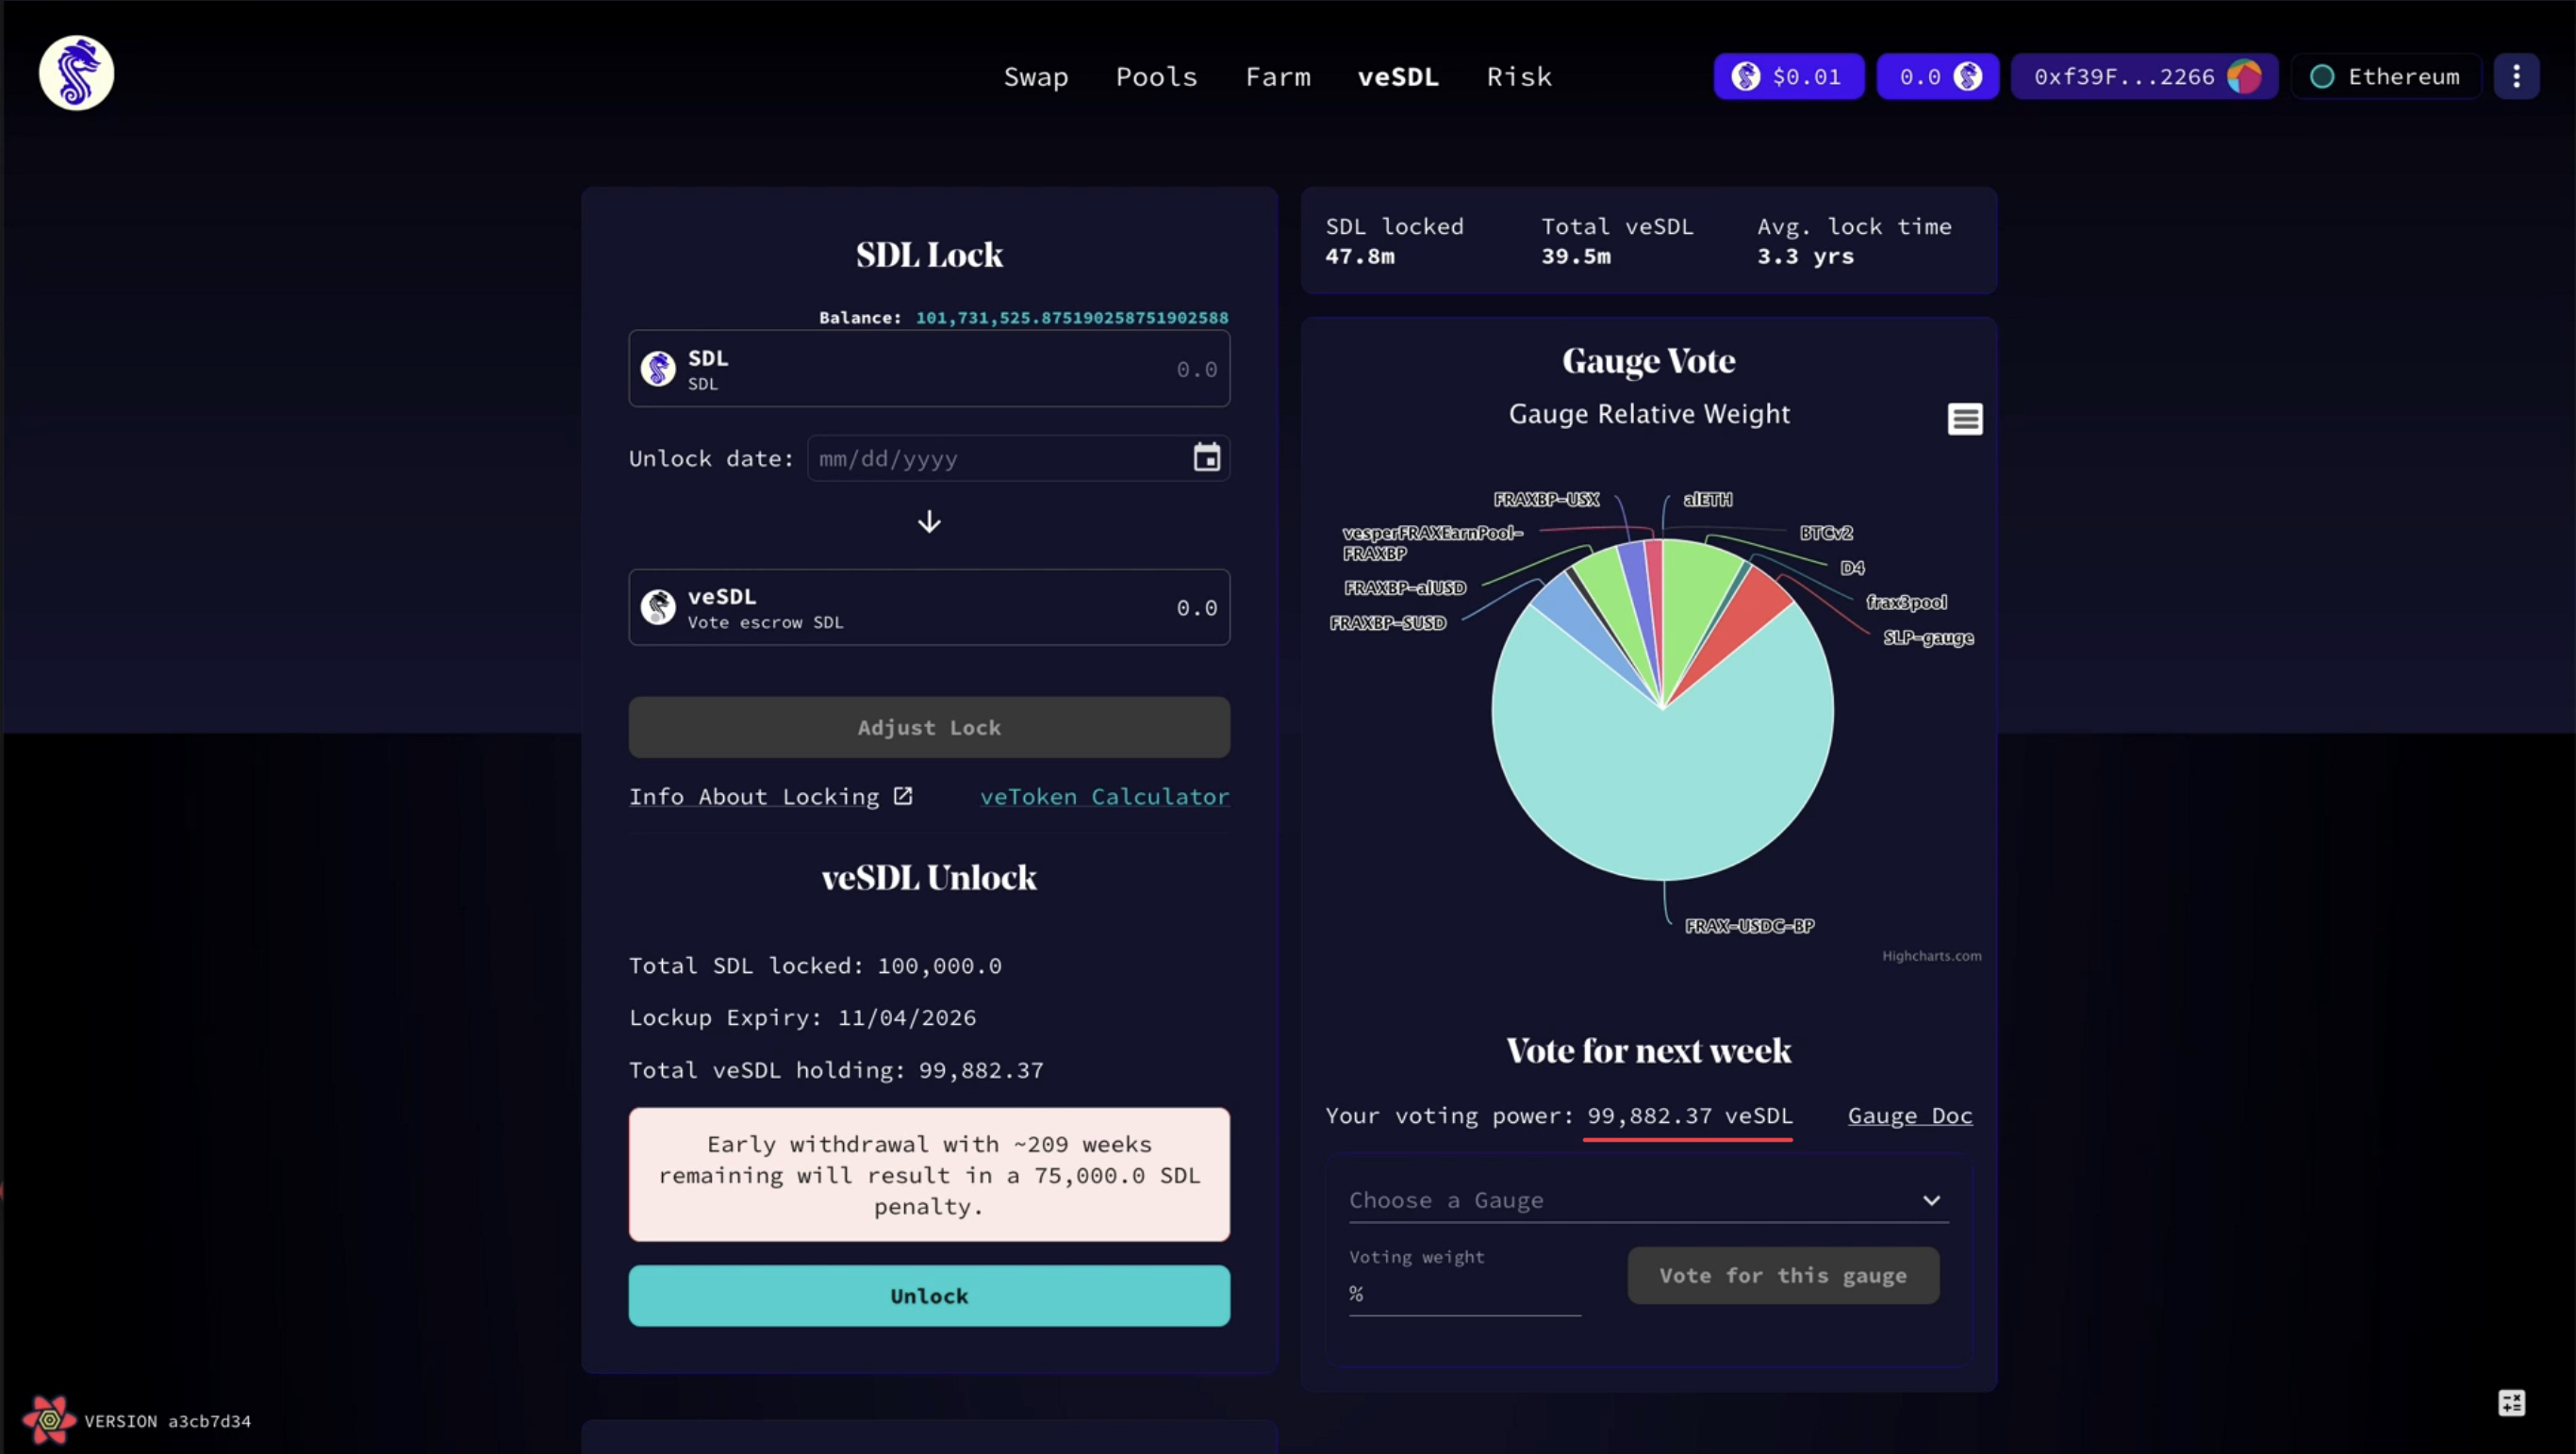 Swap Pools Farm veSDL Risk
$0.01 0.0 0xf39F...2266 Ethereum
SDL Lock
Balance: 101,731,525.875190258751902588
SDL
SDL
0.0
Unlock date: mm/dd/yyyy
veSDL
Vote escrow SDL
0.0
Adjust Lock
Info About Locking veToken Calculator
veSDL Unlock
Total SDL locked: 100,000.0
Lockup Expiry: 11/04/2026
Total veSDL holding: 99,882.37
Early withdrawal with ~209 weeks
remaining will result in a 75,000.0 SDL
penalty.
Unlock
SDL locked Total veSDL Avg. lock time
47.8m 39.5m 3.3 yrs
Gauge Vote
Gauge Relative Weight
FRAXBP-USX
alETH
vesperFRAXEarnPool-
FRAXBP
BTCv2
D4
FRAXBP-alUSD
frax3pool
FRAXBP-SUSD
SLP-gauge
FRAX-USDC-BP
Highcharts.com
Vote for next week
Your voting power: 99,882.37 veSDL Gauge Doc
Choose a Gauge
Voting weight
%
Vote for this gauge
VERSION a3cb7d34